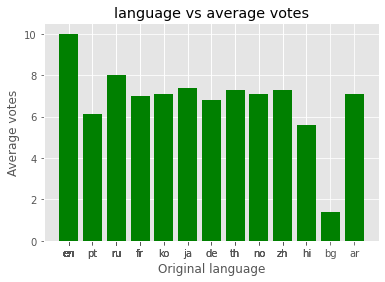 language vs average votes
10
8
6
4
2
0
Average votes
en pt ru fr ko ja de th no zh hi bg ar
Original language